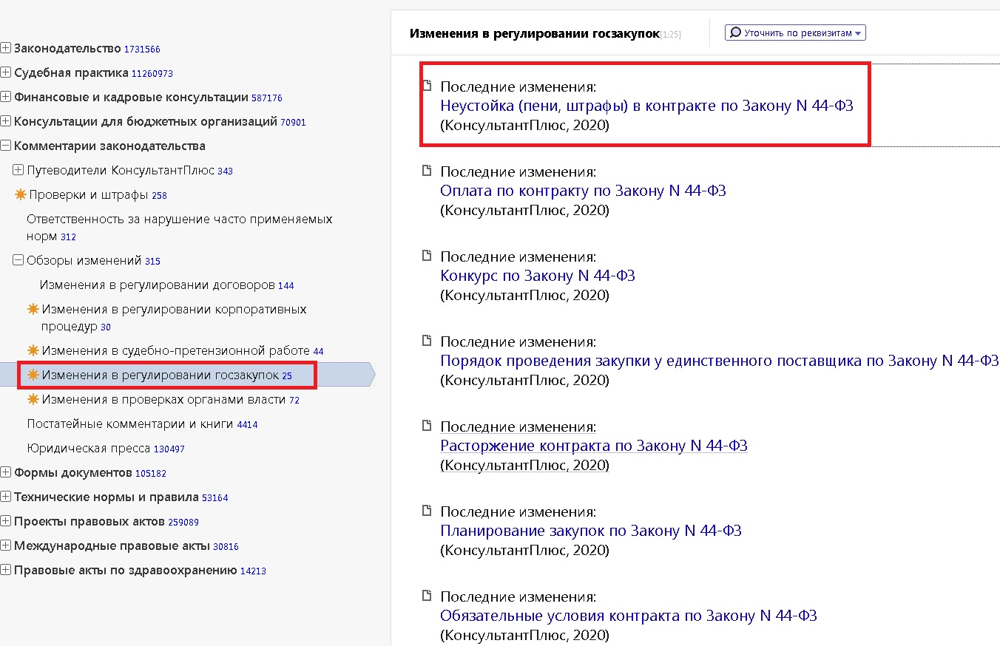 Законодательство 1731566
Судебная практика 11260973
Финансовые и кадровые консультации 587176
Консультации для бюджетных организаций 70901
Комментарии законодательства
Путеводители КонсультантПлюс 343
Проверки и штрафы 258
Ответственность за нарушение часто применяемых
норм 312
Обзоры изменений 315
Изменения в регулировании договоров 144
Изменения в регулировании корпоративных
процедур 30
Изменения в судебно-претензионной работе 44
Изменения в регулировании госзакупок 25
Изменения в проверках органами власти 72
Постатейные комментарии и книги 4414
Юридическая пресса 130497
Формы документов 105182
Технические нормы и правила 53164
Проекты правовых актов 259089
Международные правовые акты 30816
Правовые акты по здравоохранению 14213
Изменения в регулировании госзакупок [1:25]
Уточнить по реквизитам
Последние изменения:
Неустойка (пени, штрафы) в контракте по Закону N 44-ФЗ
(КонсультантПлюс, 2020)
Последние изменения:
Оплата по контракту по Закону N 44-ФЗ
(КонсультантПлюс, 2020)
Последние изменения:
Конкурс по Закону N 44-ФЗ
(КонсультантПлюс, 2020)
Последние изменения:
Порядок проведения закупки у единственного поставщика по Закону N 44-ФЗ
(КонсультантПлюс, 2020)
Последние изменения:
Расторжение контракта по Закону N 44-ФЗ
(КонсультантПлюс, 2020)
Последние изменения:
Планирование закупок по Закону N 44-ФЗ
(КонсультантПлюс, 2020)
Последние изменения:
Обязательные условия контракта по Закону N 44-ФЗ
(КонсультантПлюс, 2020)